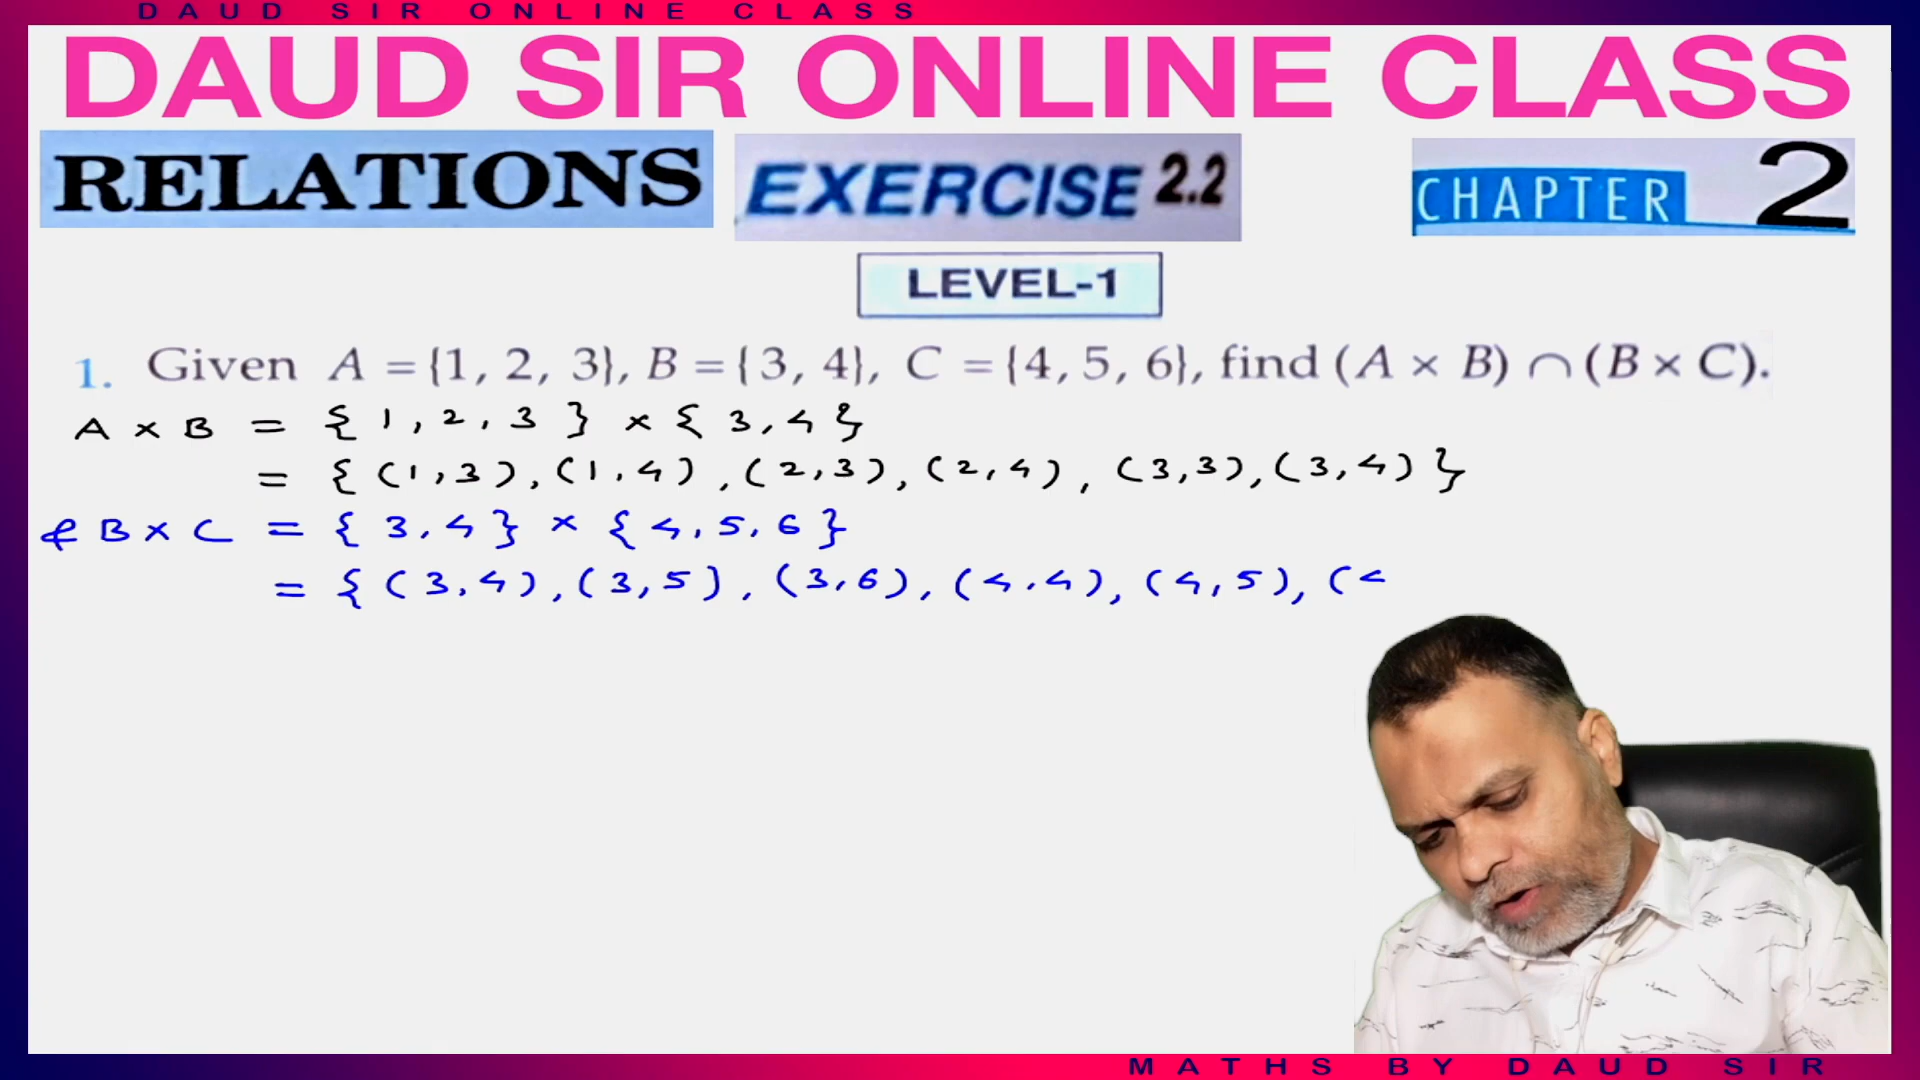 DAUD SIR ONLINE CLASS
DAUD SIR ONLINE CLASS
RELATIONS EXERCISE 2.2 CHAPTER 2
LEVEL-1
1. Given A = {1, 2, 3}, B = {3, 4}, C = {4, 5, 6}, find (A × B) ∩ (B × C).
A × B = { 1, 2, 3 } × { 3, 4 }
= { (1,3), (1,4), (2,3), (2,4), (3,3), (3,4) }
& B × C = { 3, 4 } × { 4, 5, 6 }
= { (3,4), (3,5), (3,6), (4,4), (4,5), (4
MATHS BY DAUD SIR